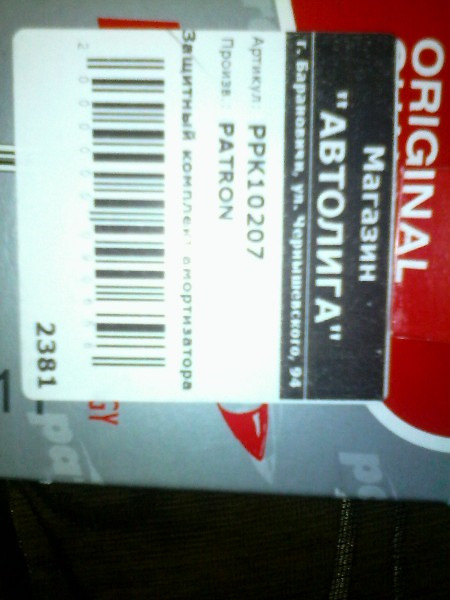 ORIGINAL
Магазин
"АВТОЛИГА"
г. Барановичи, ул. Чернышевского, 94
Артикул: PPK10207
Произв.: PATRON
Защитный комплект амортизатора
2381